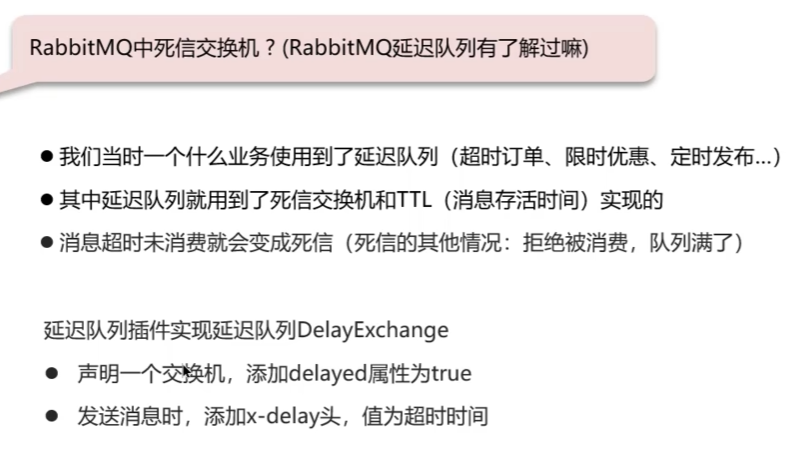 RabbitMQ中死信交换机？(RabbitMQ延迟队列有了解过嘛)
● 我们当时一个什么业务使用到了延迟队列（超时订单、限时优惠、定时发布...）
● 其中延迟队列就用到了死信交换机和TTL（消息存活时间）实现的
● 消息超时未消费就会变成死信（死信的其他情况：拒绝被消费，队列满了）
延迟队列插件实现延迟队列DelayExchange
● 声明一个交换机，添加delayed属性为true
● 发送消息时，添加x-delay头，值为超时时间